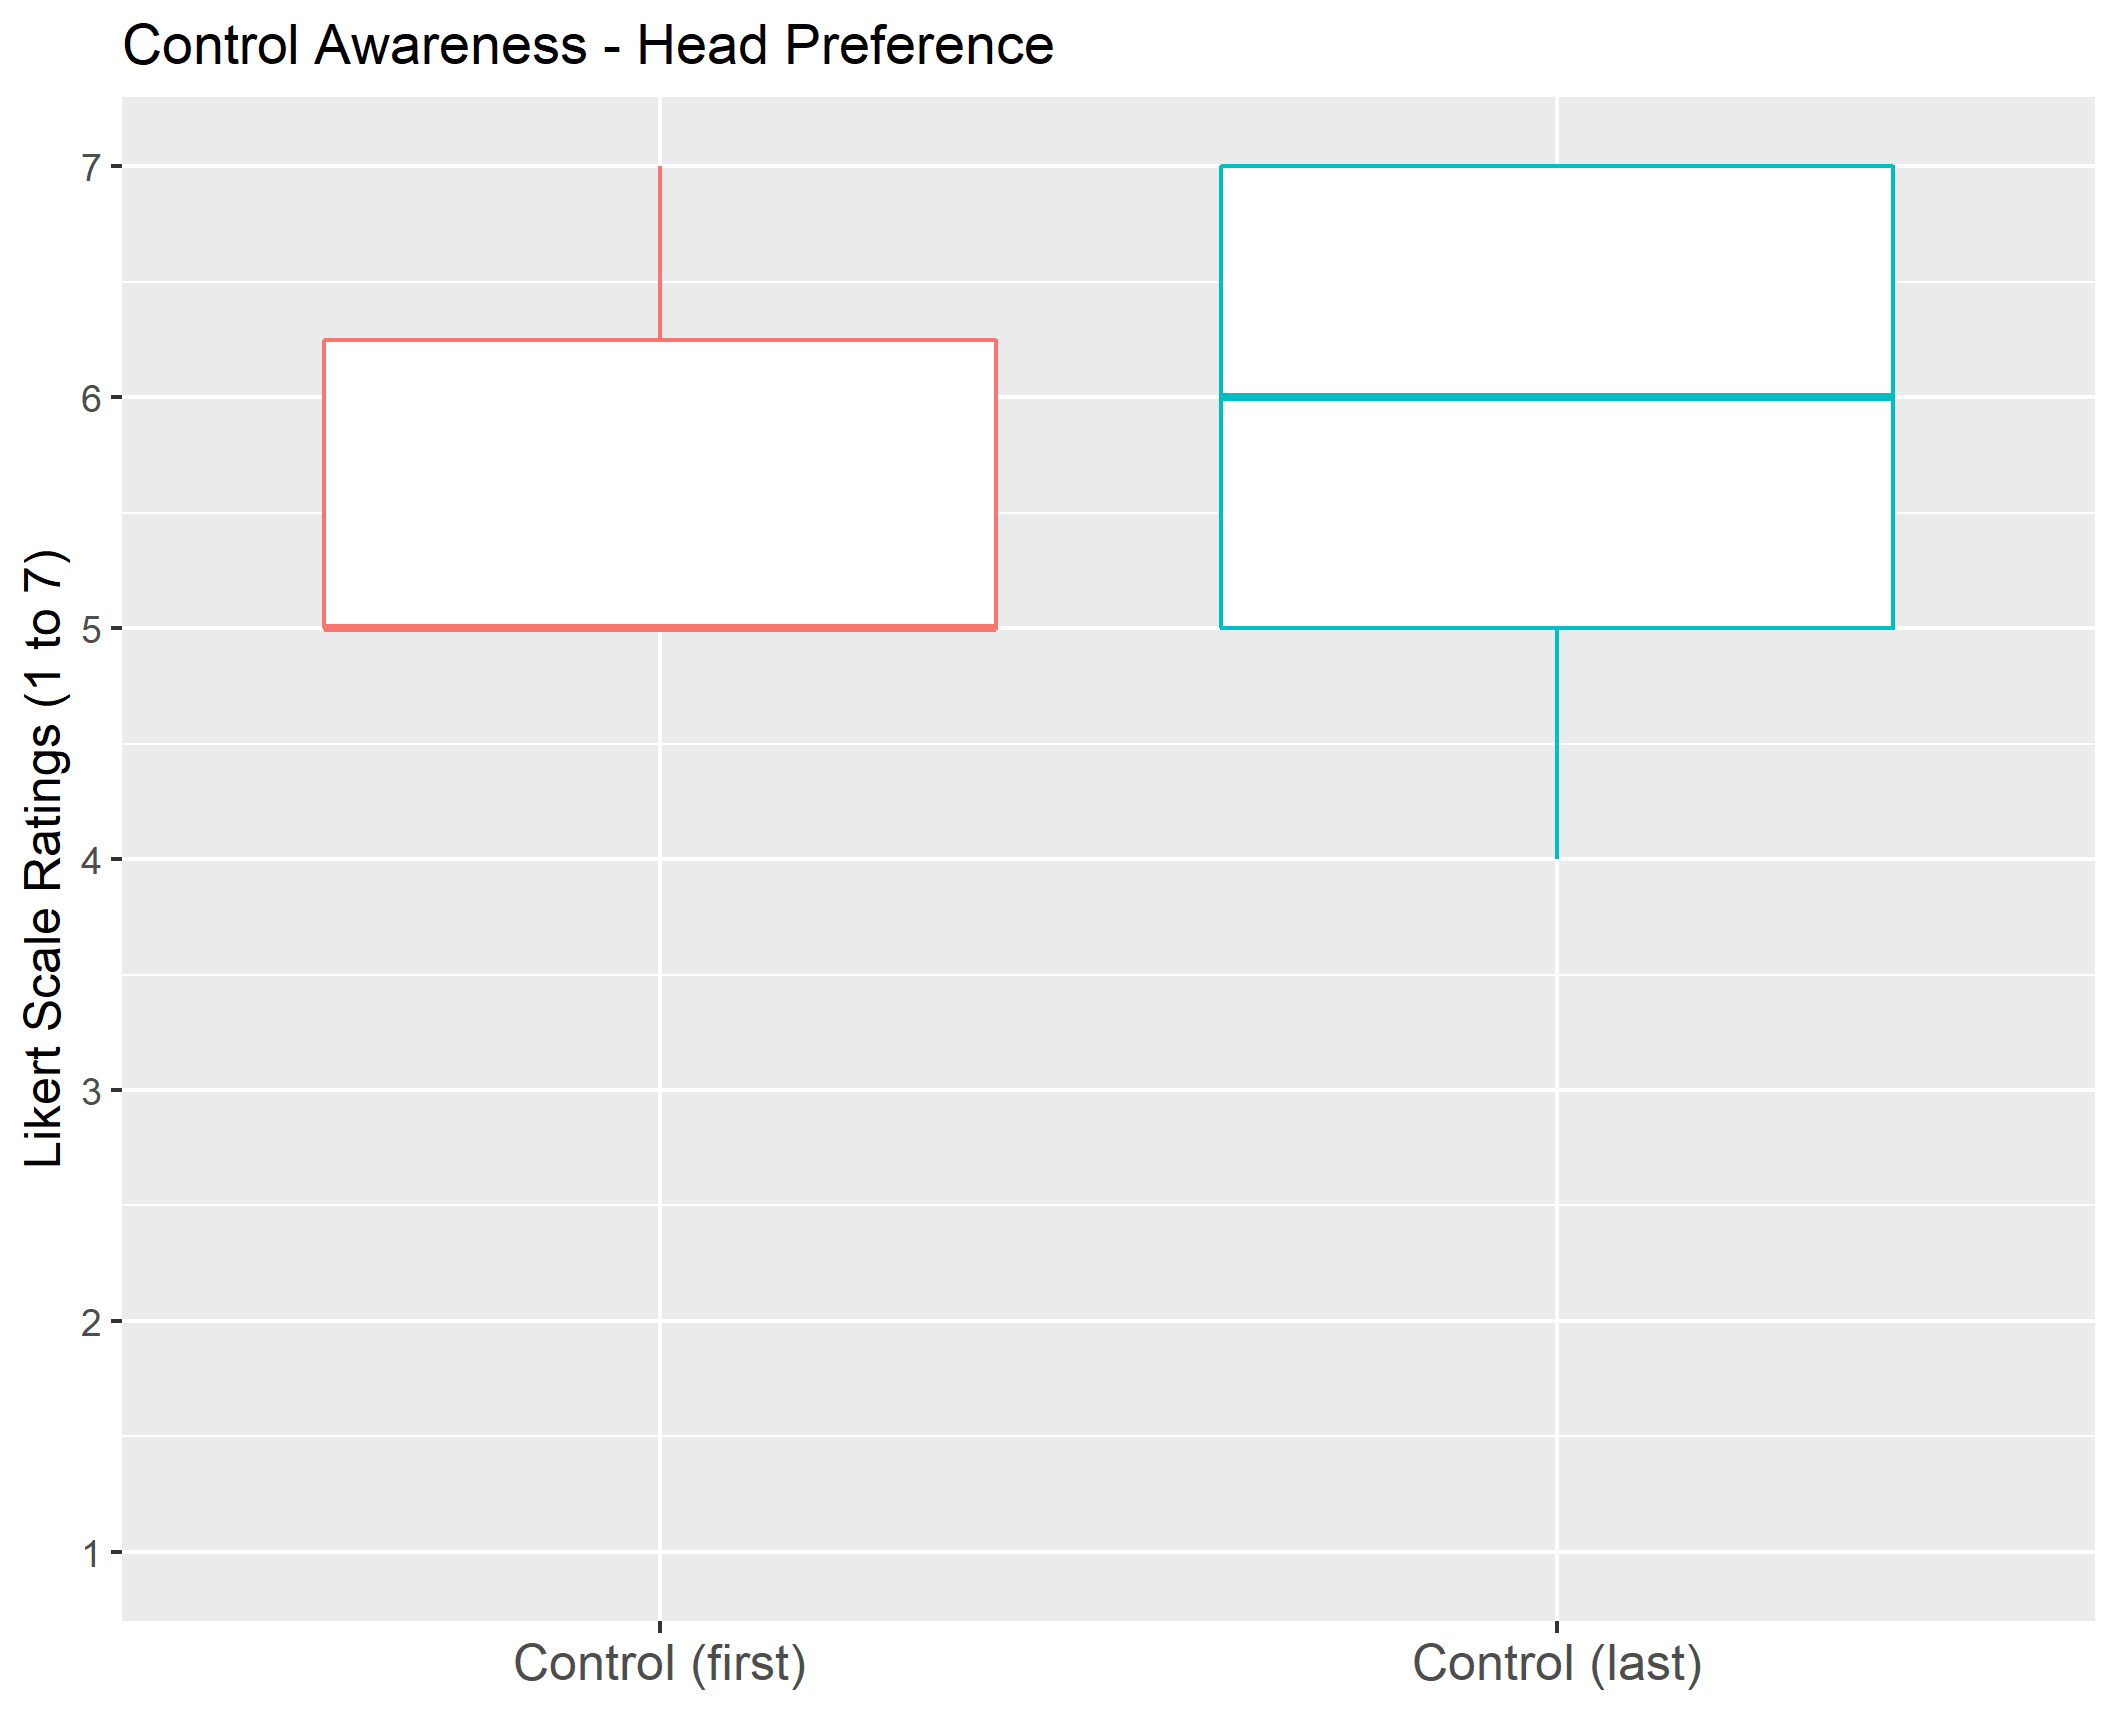 Control Awareness - Head Preference
Likert Scale Ratings (1 to 7)
7
6
5
4
3
2
1
Control (first)
Control (last)